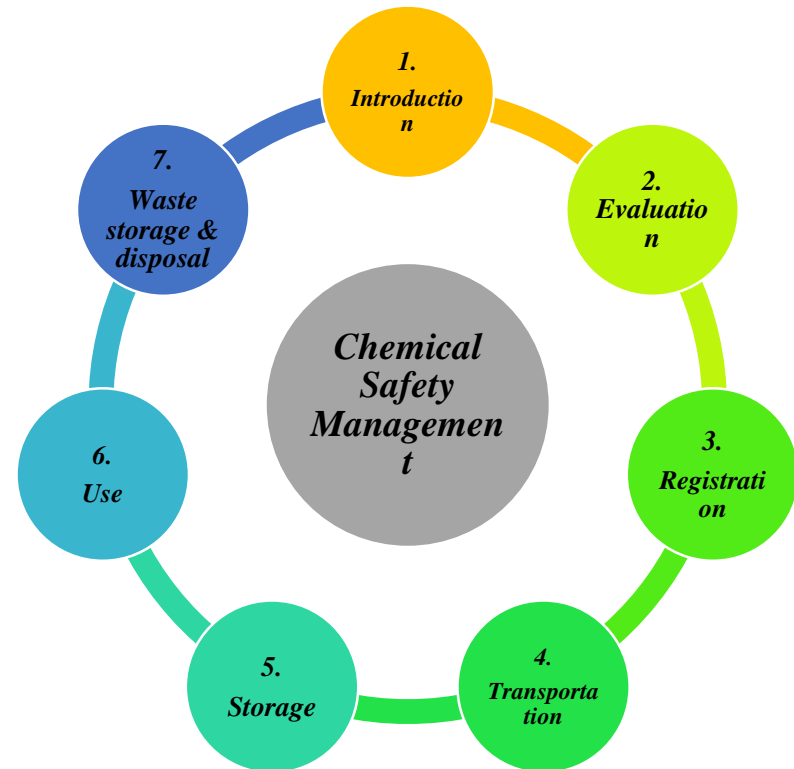 1.
Introductio
n
2.
Evaluatio
n
3.
Registrati
on
4.
Transporta
tion
5.
Storage
6.
Use
7.
Waste
storage &
disposal
Chemical
Safety
Managemen
t